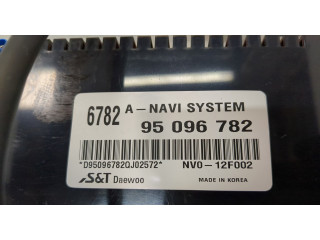 6782 A-NAVI SYSTEM
95 096 782
*D95096782QJ02572* NV0-12F002
S&T Daewoo MADE IN KOREA